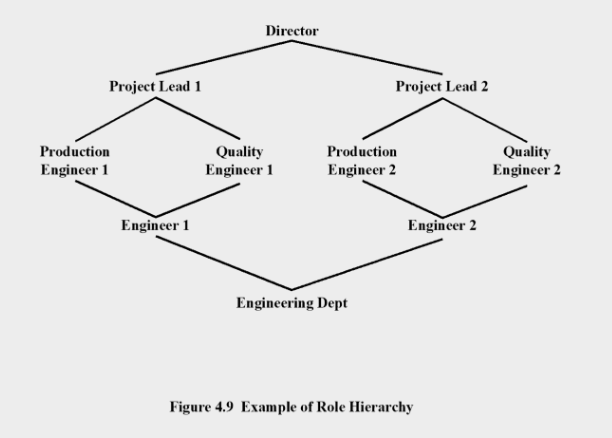 Director
Project Lead 1
Project Lead 2
Production
Engineer 1
Quality
Engineer 1
Production
Engineer 2
Quality
Engineer 2
Engineer 1
Engineer 2
Engineering Dept
Figure 4.9 Example of Role Hierarchy